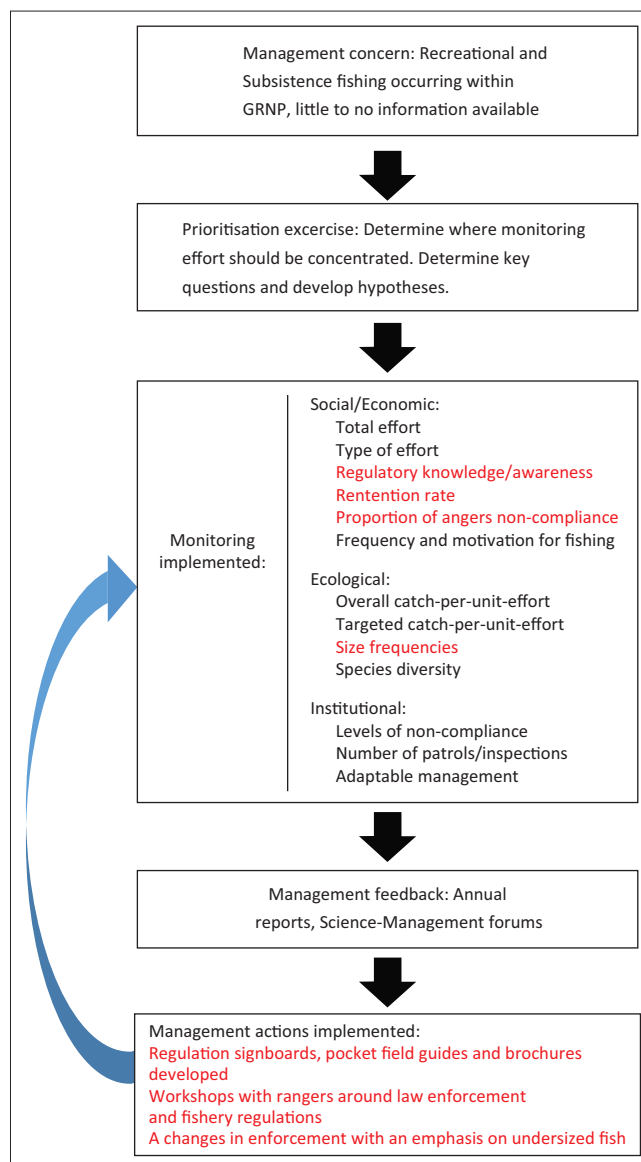 Management concern: Recreational and
Subsistence fishing occurring within
GRNP, little to no information available
Prioritisation excercise: Determine where monitoring
effort should be concentrated. Determine key
questions and develop hypotheses.
Monitoring
implemented:
Social/Economic:
Total effort
Type of effort
Regulatory knowledge/awareness
Rentention rate
Proportion of angers non-compliance
Frequency and motivation for fishing
Ecological:
Overall catch-per-unit-effort
Targeted catch-per-unit-effort
Size frequencies
Species diversity
Institutional:
Levels of non-compliance
Number of patrols/inspections
Adaptable management
Management feedback: Annual
reports, Science-Management forums
Management actions implemented:
Regulation signboards, pocket field guides and brochures
developed
Workshops with rangers around law enforcement
and fishery regulations
A changes in enforcement with an emphasis on undersized fish